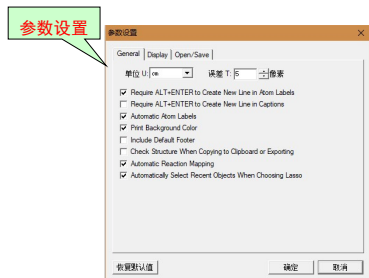 参数设置
参数设置
General Display Open/Save
单位 U: cm 误差 T: 5 像素
Require ALT+ENTER to Create New Line in Atom Labels
Require ALT+ENTER to Create New Line in Captions
Automatic Atom Labels
Print Background Color
Include Default Footer
Check Structure When Copying to Clipboard or Exporting
Automatic Reaction Mapping
Automatically Select Recent Objects When Choosing Lasso
恢复默认值 确定 取消